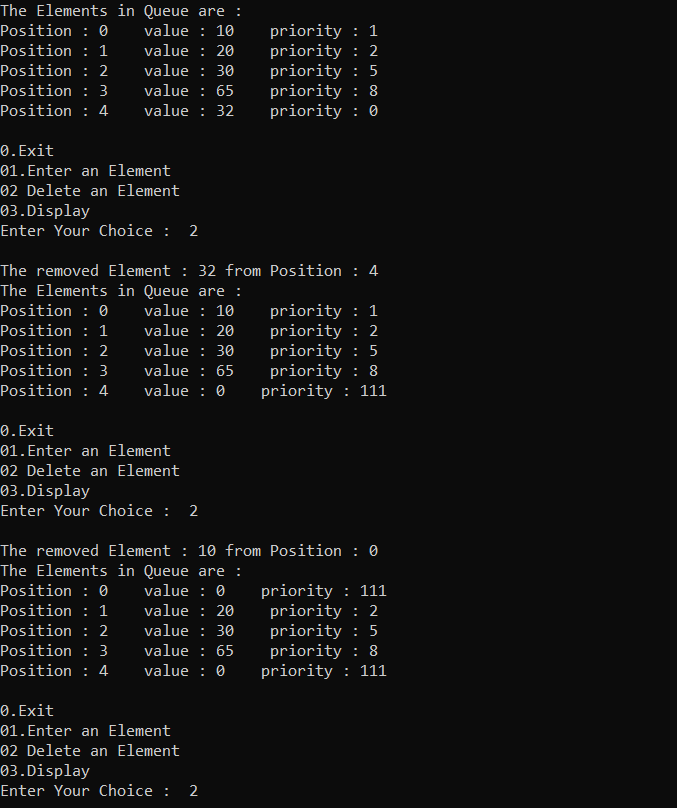 The Elements in Queue are :
Position : 0    value : 10    priority : 1
Position : 1    value : 20    priority : 2
Position : 2    value : 30    priority : 5
Position : 3    value : 65    priority : 8
Position : 4    value : 32    priority : 0

0.Exit
01.Enter an Element
02 Delete an Element
03.Display
Enter Your Choice :  2

The removed Element : 32 from Position : 4
The Elements in Queue are :
Position : 0    value : 10    priority : 1
Position : 1    value : 20    priority : 2
Position : 2    value : 30    priority : 5
Position : 3    value : 65    priority : 8
Position : 4    value : 0    priority : 111

0.Exit
01.Enter an Element
02 Delete an Element
03.Display
Enter Your Choice :  2

The removed Element : 10 from Position : 0
The Elements in Queue are :
Position : 0    value : 0    priority : 111
Position : 1    value : 20    priority : 2
Position : 2    value : 30    priority : 5
Position : 3    value : 65    priority : 8
Position : 4    value : 0    priority : 111

0.Exit
01.Enter an Element
02 Delete an Element
03.Display
Enter Your Choice :  2